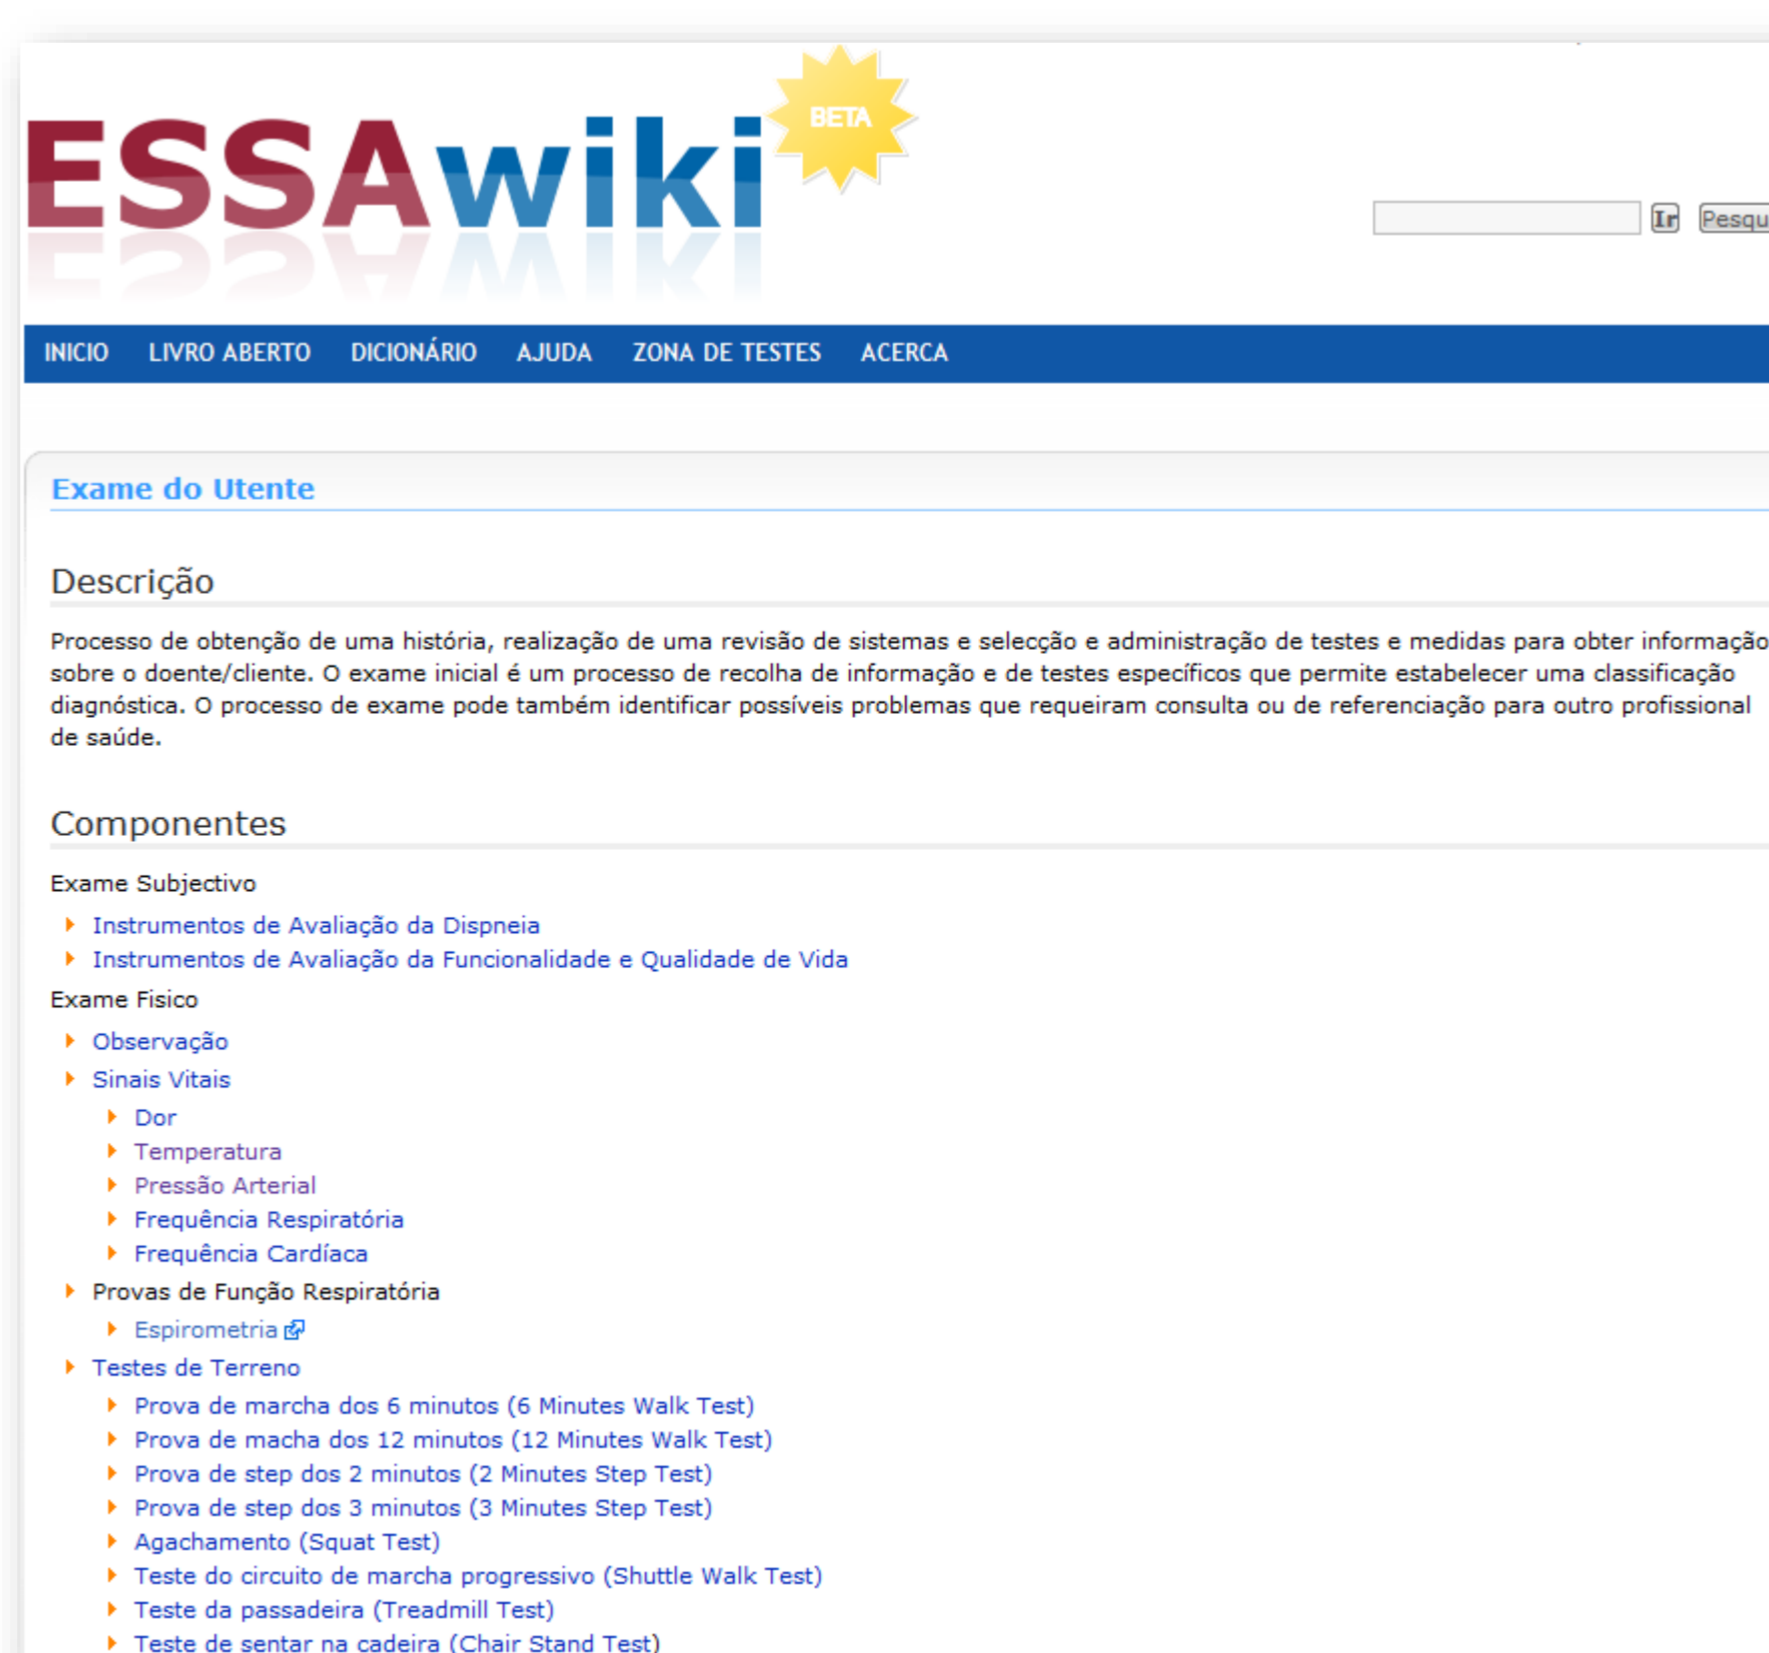 ESSAwiki
BETA
Ir
INICIO LIVRO ABERTO DICIONÁRIO AJUDA ZONA DE TESTES ACERCA
Exame do Utente
Descrição
Processo de obtenção de uma história, realização de uma revisão de sistemas e selecção e administração de testes e medidas para obter informação
sobre o doente/cliente. O exame inicial é um processo de recolha de informação e de testes específicos que permite estabelecer uma classificação
diagnóstica. O processo de exame pode também identificar possíveis problemas que requeiram consulta ou de referenciação para outro profissional
de saúde.
Componentes
Exame Subjectivo
Instrumentos de Avaliação da Dispneia
Instrumentos de Avaliação da Funcionalidade e Qualidade de Vida
Exame Fisico
Observação
Sinais Vitais
Dor
Temperatura
Pressão Arterial
Frequência Respiratória
Frequência Cardíaca
Provas de Função Respiratória
Espirometria
Testes de Terreno
Prova de marcha dos 6 minutos (6 Minutes Walk Test)
Prova de macha dos 12 minutos (12 Minutes Walk Test)
Prova de step dos 2 minutos (2 Minutes Step Test)
Prova de step dos 3 minutos (3 Minutes Step Test)
Agachamento (Squat Test)
Teste do circuito de marcha progressivo (Shuttle Walk Test)
Teste da passadeira (Treadmill Test)
Teste de sentar na cadeira (Chair Stand Test)